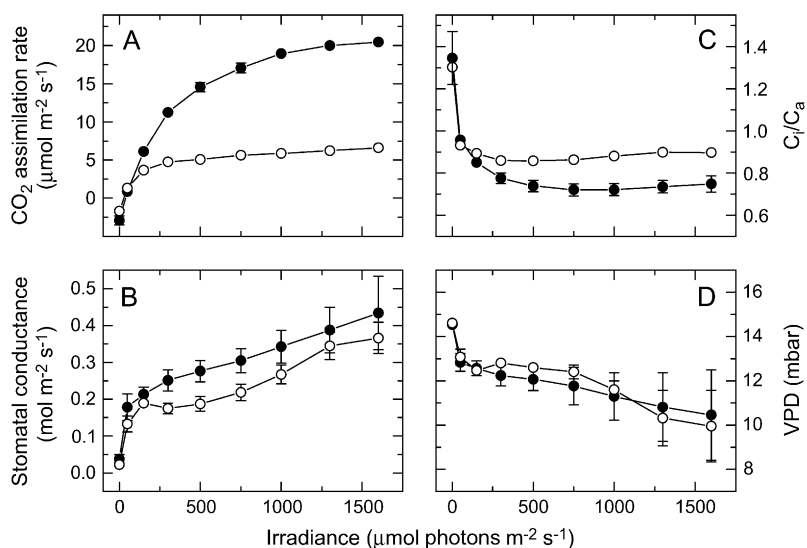 A
20
15
10
5
0
CO2 assimilation rate
(μmol m-2 s-1)
C
1.4
1.2
1.0
0.8
0.6
Ci/Ca
B
0.5
0.4
0.3
0.2
0.1
0.0
Stomatal conductance
(mol m-2 s-1)
D
16
14
12
10
8
VPD (mbar)
0 500 1000 1500
0 500 1000 1500
Irradiance (μmol photons m-2 s-1)